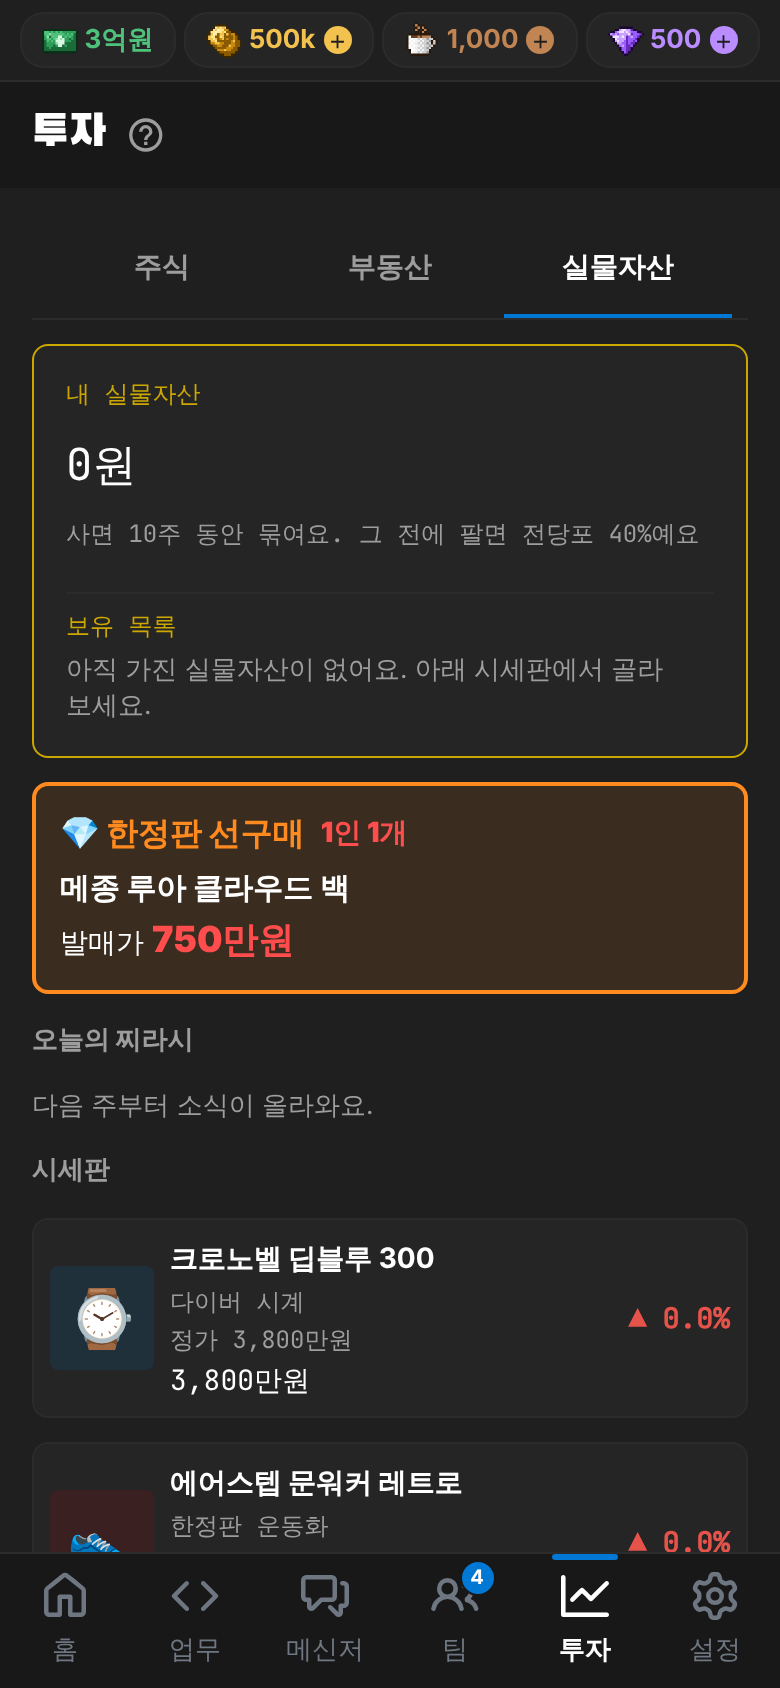 3억원 500k 1,000 500
투자
주식 부동산 실물자산
내 실물자산
0원
사면 10주 동안 묶여요. 그 전에 팔면 전당포 40%예요
보유 목록
아직 가진 실물자산이 없어요. 아래 시세판에서 골라
보세요.
한정판 선구매 1인 1개
메종 루아 클라우드 백
발매가 750만원
오늘의 찌라시
다음 주부터 소식이 올라와요.
시세판
크로노벨 딥블루 300
다이버 시계
정가 3,800만원
3,800만원
▲ 0.0%
에어스텝 문워커 레트로
한정판 운동화
▲ 0.0%
4
홈 업무 메신저 팀 투자 설정